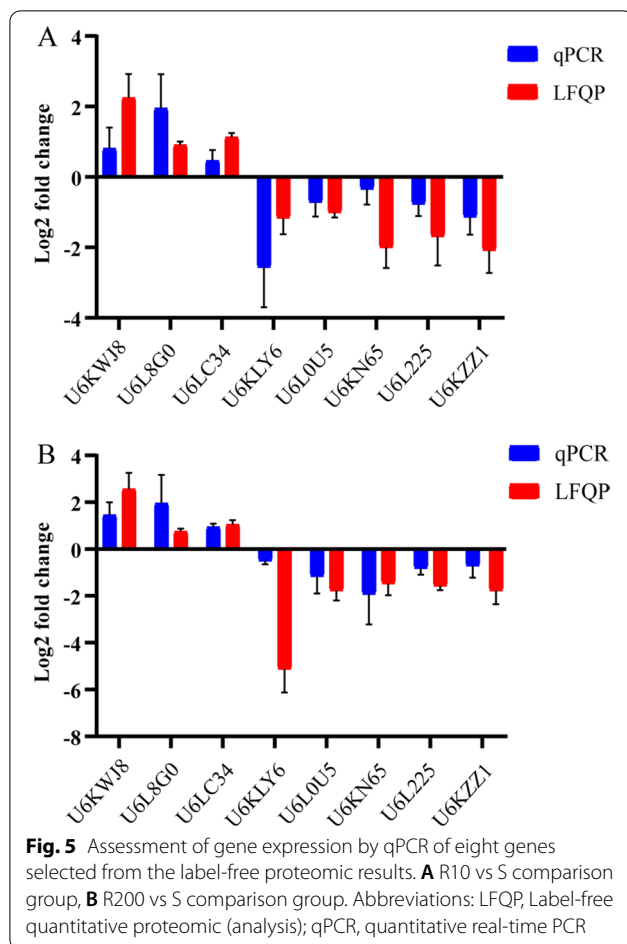 A
4
2
0
-2
-4
Log2 fold change
qPCR
LFQP
U6KWJ8
U6L8G0
U6LC34
U6KLY6
U6L0U5
U6KN65
U6L225
U6KZZ1
B
4
2
0
-2
-4
-6
-8
Log2 fold change
qPCR
LFQP
U6KWJ8
U6L8G0
U6LC34
U6KLY6
U6L0U5
U6KN65
U6L225
U6KZZ1
Fig. 5 Assessment of gene expression by qPCR of eight genes
selected from the label-free proteomic results. A R10 vs S comparison
group, B R200 vs S comparison group. Abbreviations: LFQP, Label-free
quantitative proteomic (analysis); qPCR, quantitative real-time PCR